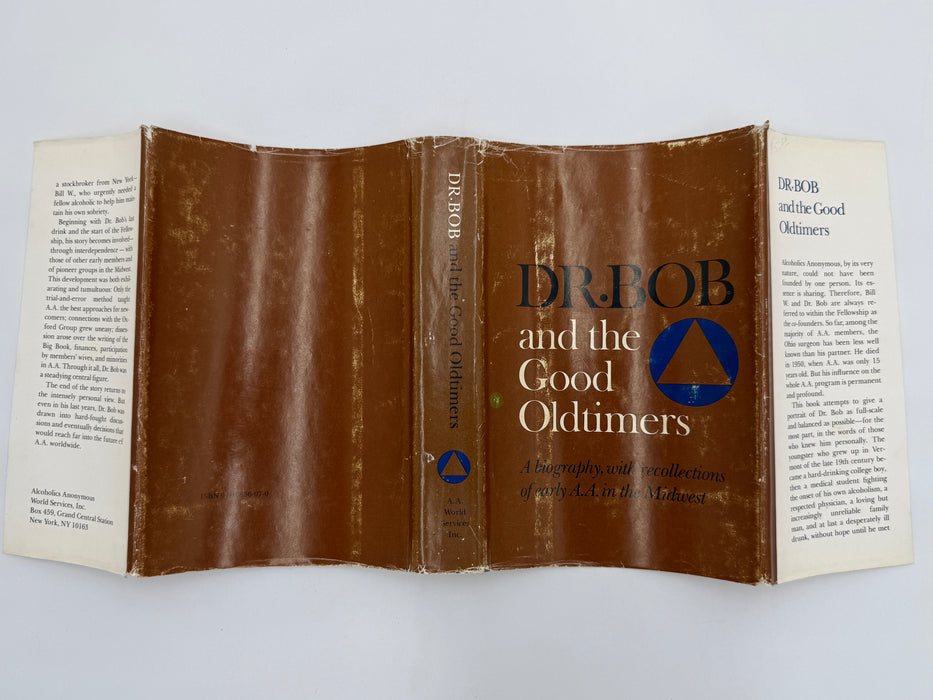 DR. BOB
and the Good
Oldtimers
A biography, with recollections
of early A.A. in the Midwest
DR. BOB and the Good Oldtimers
A.A.
World
Services
Inc.
DR. BOB
and the Good
Oldtimers
Alcoholics Anonymous, by its very
nature, could not have been
founded by one person. Its es-
sence is sharing. Therefore, Bill
W. and Dr. Bob are always re-
ferred to within the Fellowship as
the co-founders. So far, among the
majority of A.A. members, the
Ohio surgeon has been less well
known than his partner. He died
in 1950, when A.A. was only 15
years old. But his influence on the
whole A.A. program is permanent
and profound.
This book attempts to give a
portrait of Dr. Bob as full-scale
and balanced as possible—for the
most part, in the words of those
who knew him personally. The
youngster who grew up in Ver-
mont of the late 19th century be-
came a hard-drinking college boy,
then a medical student fighting
the onset of his own alcoholism, a
respected physician, a loving but
increasingly unreliable family
man, and at last a desperately ill
drunk, without hope until he met
a stockbroker from New York—
Bill W., who urgently needed a
fellow alcoholic to help him main-
tain his own sobriety.
Beginning with Dr. Bob's last
drink and the start of the Fellow-
ship, his story becomes involved—
through interdependence—with
those of other early members and
of pioneer groups in the Midwest.
This development was both exhil-
arating and tumultuous: Only the
trial-and-error method taught
A.A. the best approaches for new-
comers; connections with the Ox-
ford Group grew uneasy; dissen-
sion arose over the writing of the
Big Book, finances, participation
by members' wives, and minorities
in A.A. Through it all, Dr. Bob was
a steadying central figure.
The end of the story returns to
the intensely personal view. But
even in his last years, Dr. Bob was
drawn into hard-fought discus-
sions and eventually decisions that
would reach far into the future of
A.A. worldwide.
Alcoholics Anonymous
World Services, Inc.
Box 459, Grand Central Station
New York, NY 10163
ISBN